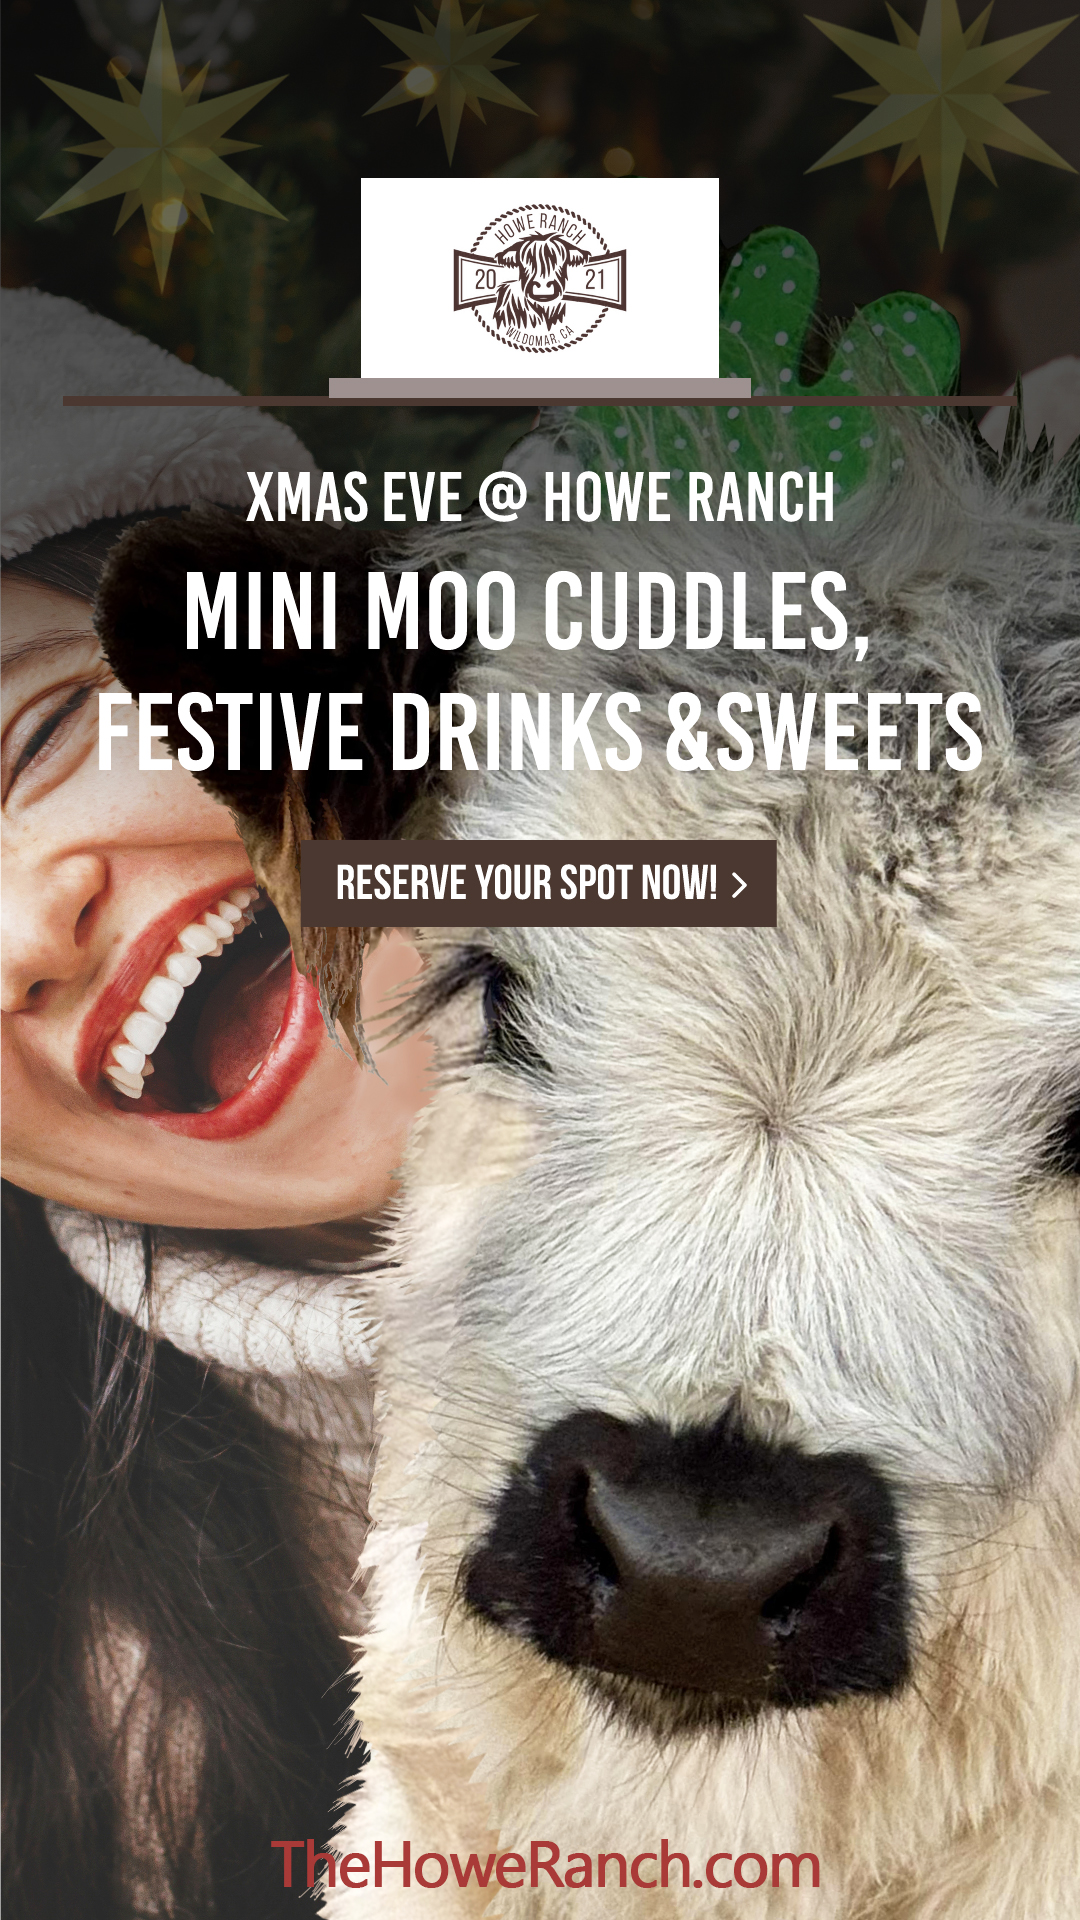 HOWE RANCH
20 21
WILDOMAR, CA
XMAS EVE @ HOWE RANCH
MINI MOO CUDDLES,
FESTIVE DRINKS &SWEETS
RESERVE YOUR SPOT NOW! >
TheHoweRanch.com